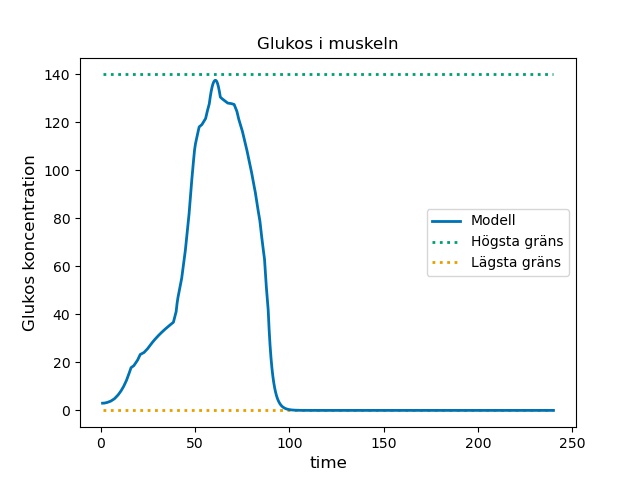 Glukos i muskeln
Glukos koncentration
140
120
100
80
60
40
20
0
Modell
Högsta gräns
Lägsta gräns
0 50 100 150 200 250
time